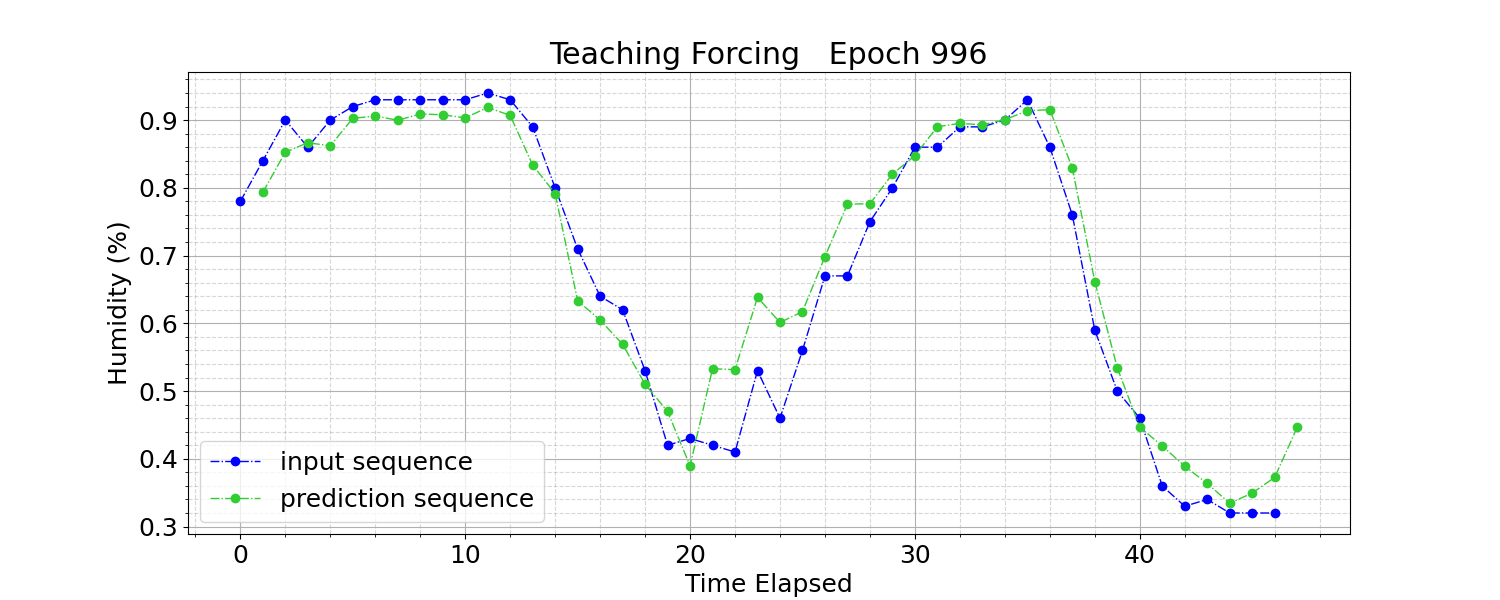 Teaching Forcing   Epoch 996
Humidity (%)
0.9
0.8
0.7
0.6
0.5
0.4
0.3
input sequence
prediction sequence
0 10 20 30 40
Time Elapsed